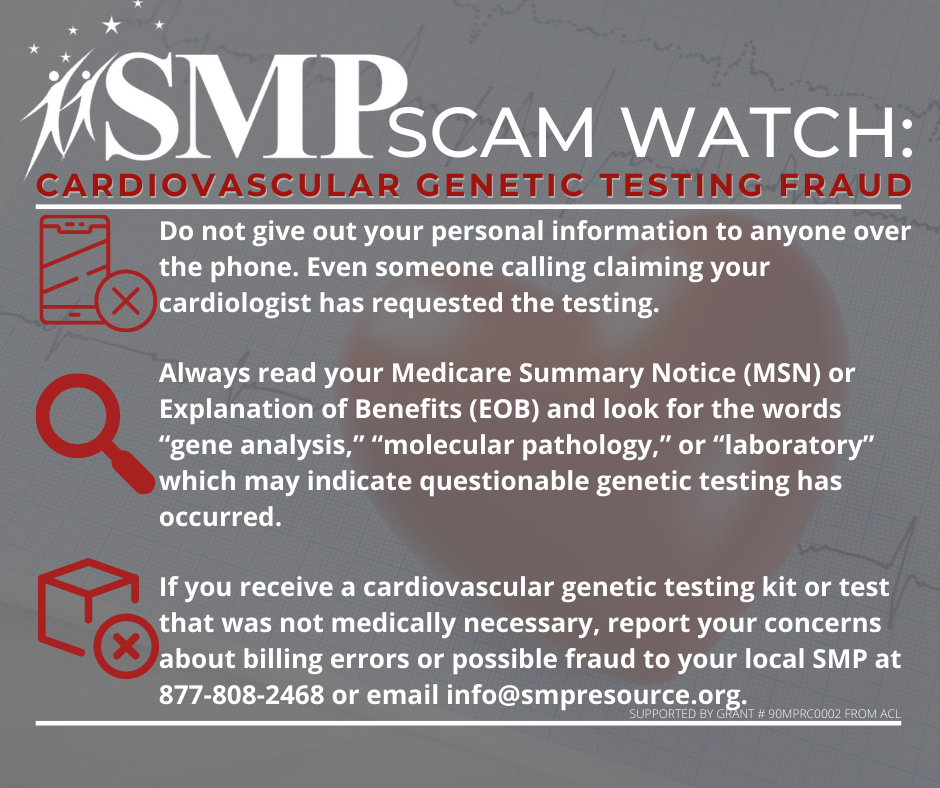 SMP SCAM WATCH:
CARDIOVASCULAR GENETIC TESTING FRAUD
Do not give out your personal information to anyone over
the phone. Even someone calling claiming your
cardiologist has requested the testing.
Always read your Medicare Summary Notice (MSN) or
Explanation of Benefits (EOB) and look for the words
“gene analysis,” “molecular pathology,” or “laboratory”
which may indicate questionable genetic testing has
occurred.
If you receive a cardiovascular genetic testing kit or test
that was not medically necessary, report your concerns
about billing errors or possible fraud to your local SMP at
877-808-2468 or email info@smpresource.org.
SUPPORTED BY GRANT # 90MPRC0002 FROM ACL